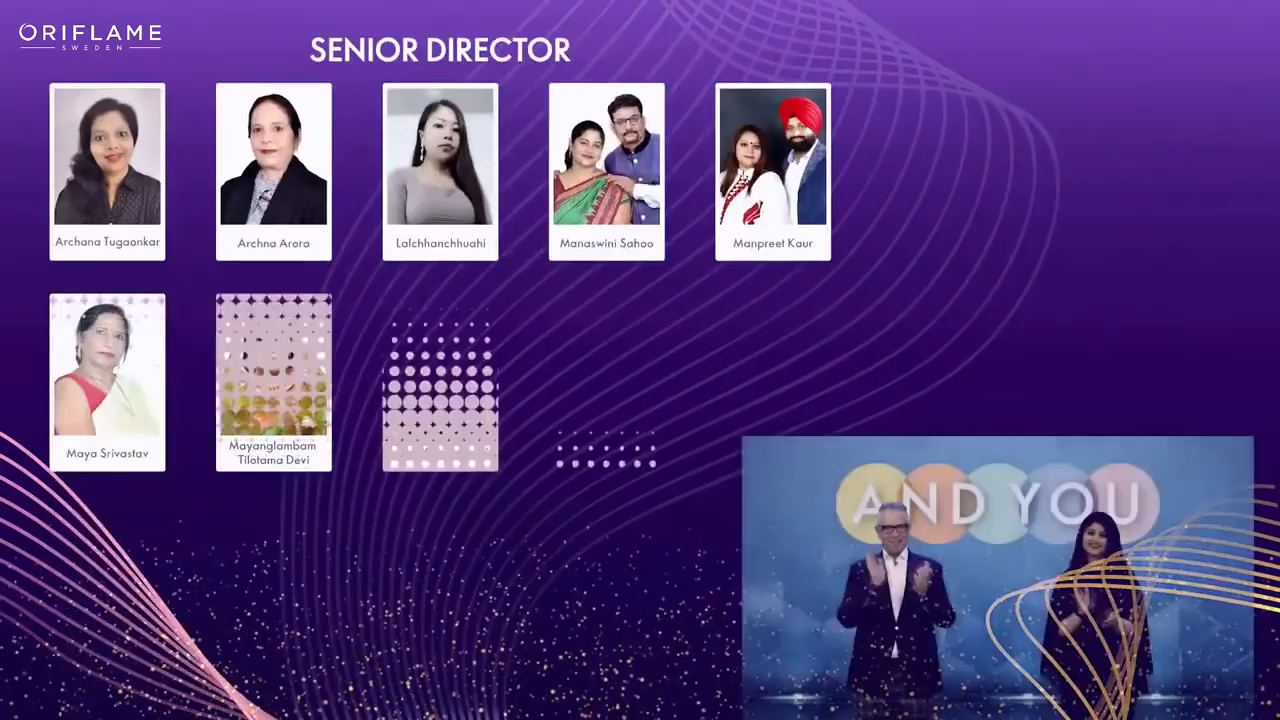 ORIFLAME
SWEDEN
SENIOR DIRECTOR
Archana Tugaonkar
Archna Arora
Lalchhanchhuahi
Manaswini Sahoo
Manpreet Kaur
Maya Srivastav
Mayanglambam
Tilotama Devi
AND YOU